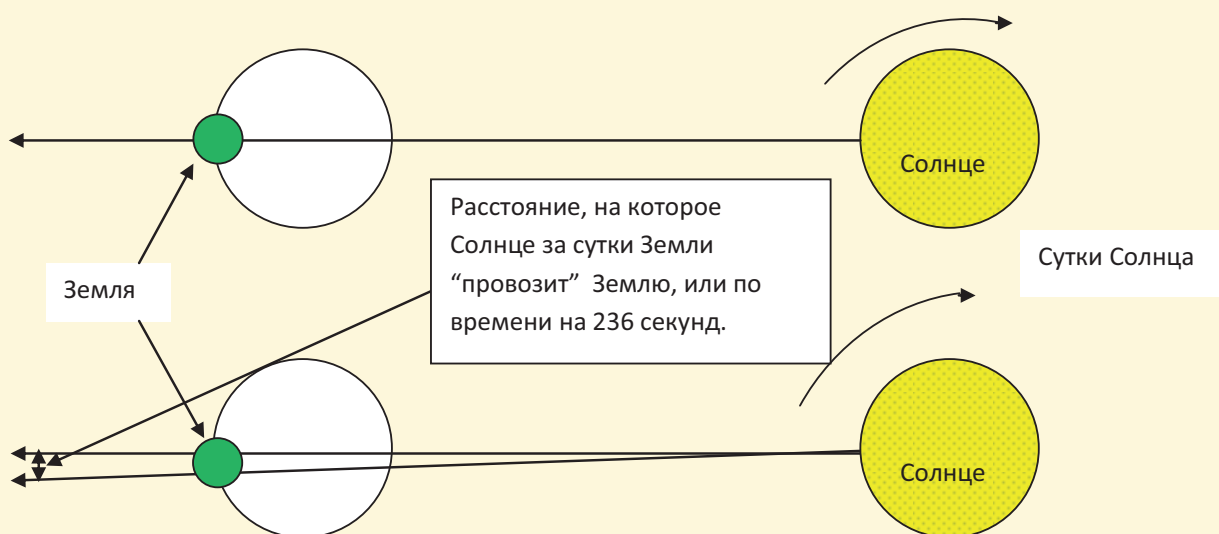 Солнце
Расстояние, на которое
Солнце за сутки Земли
“провозит” Землю, или по
времени на 236 секунд.
Сутки Солнца
Земля
Солнце